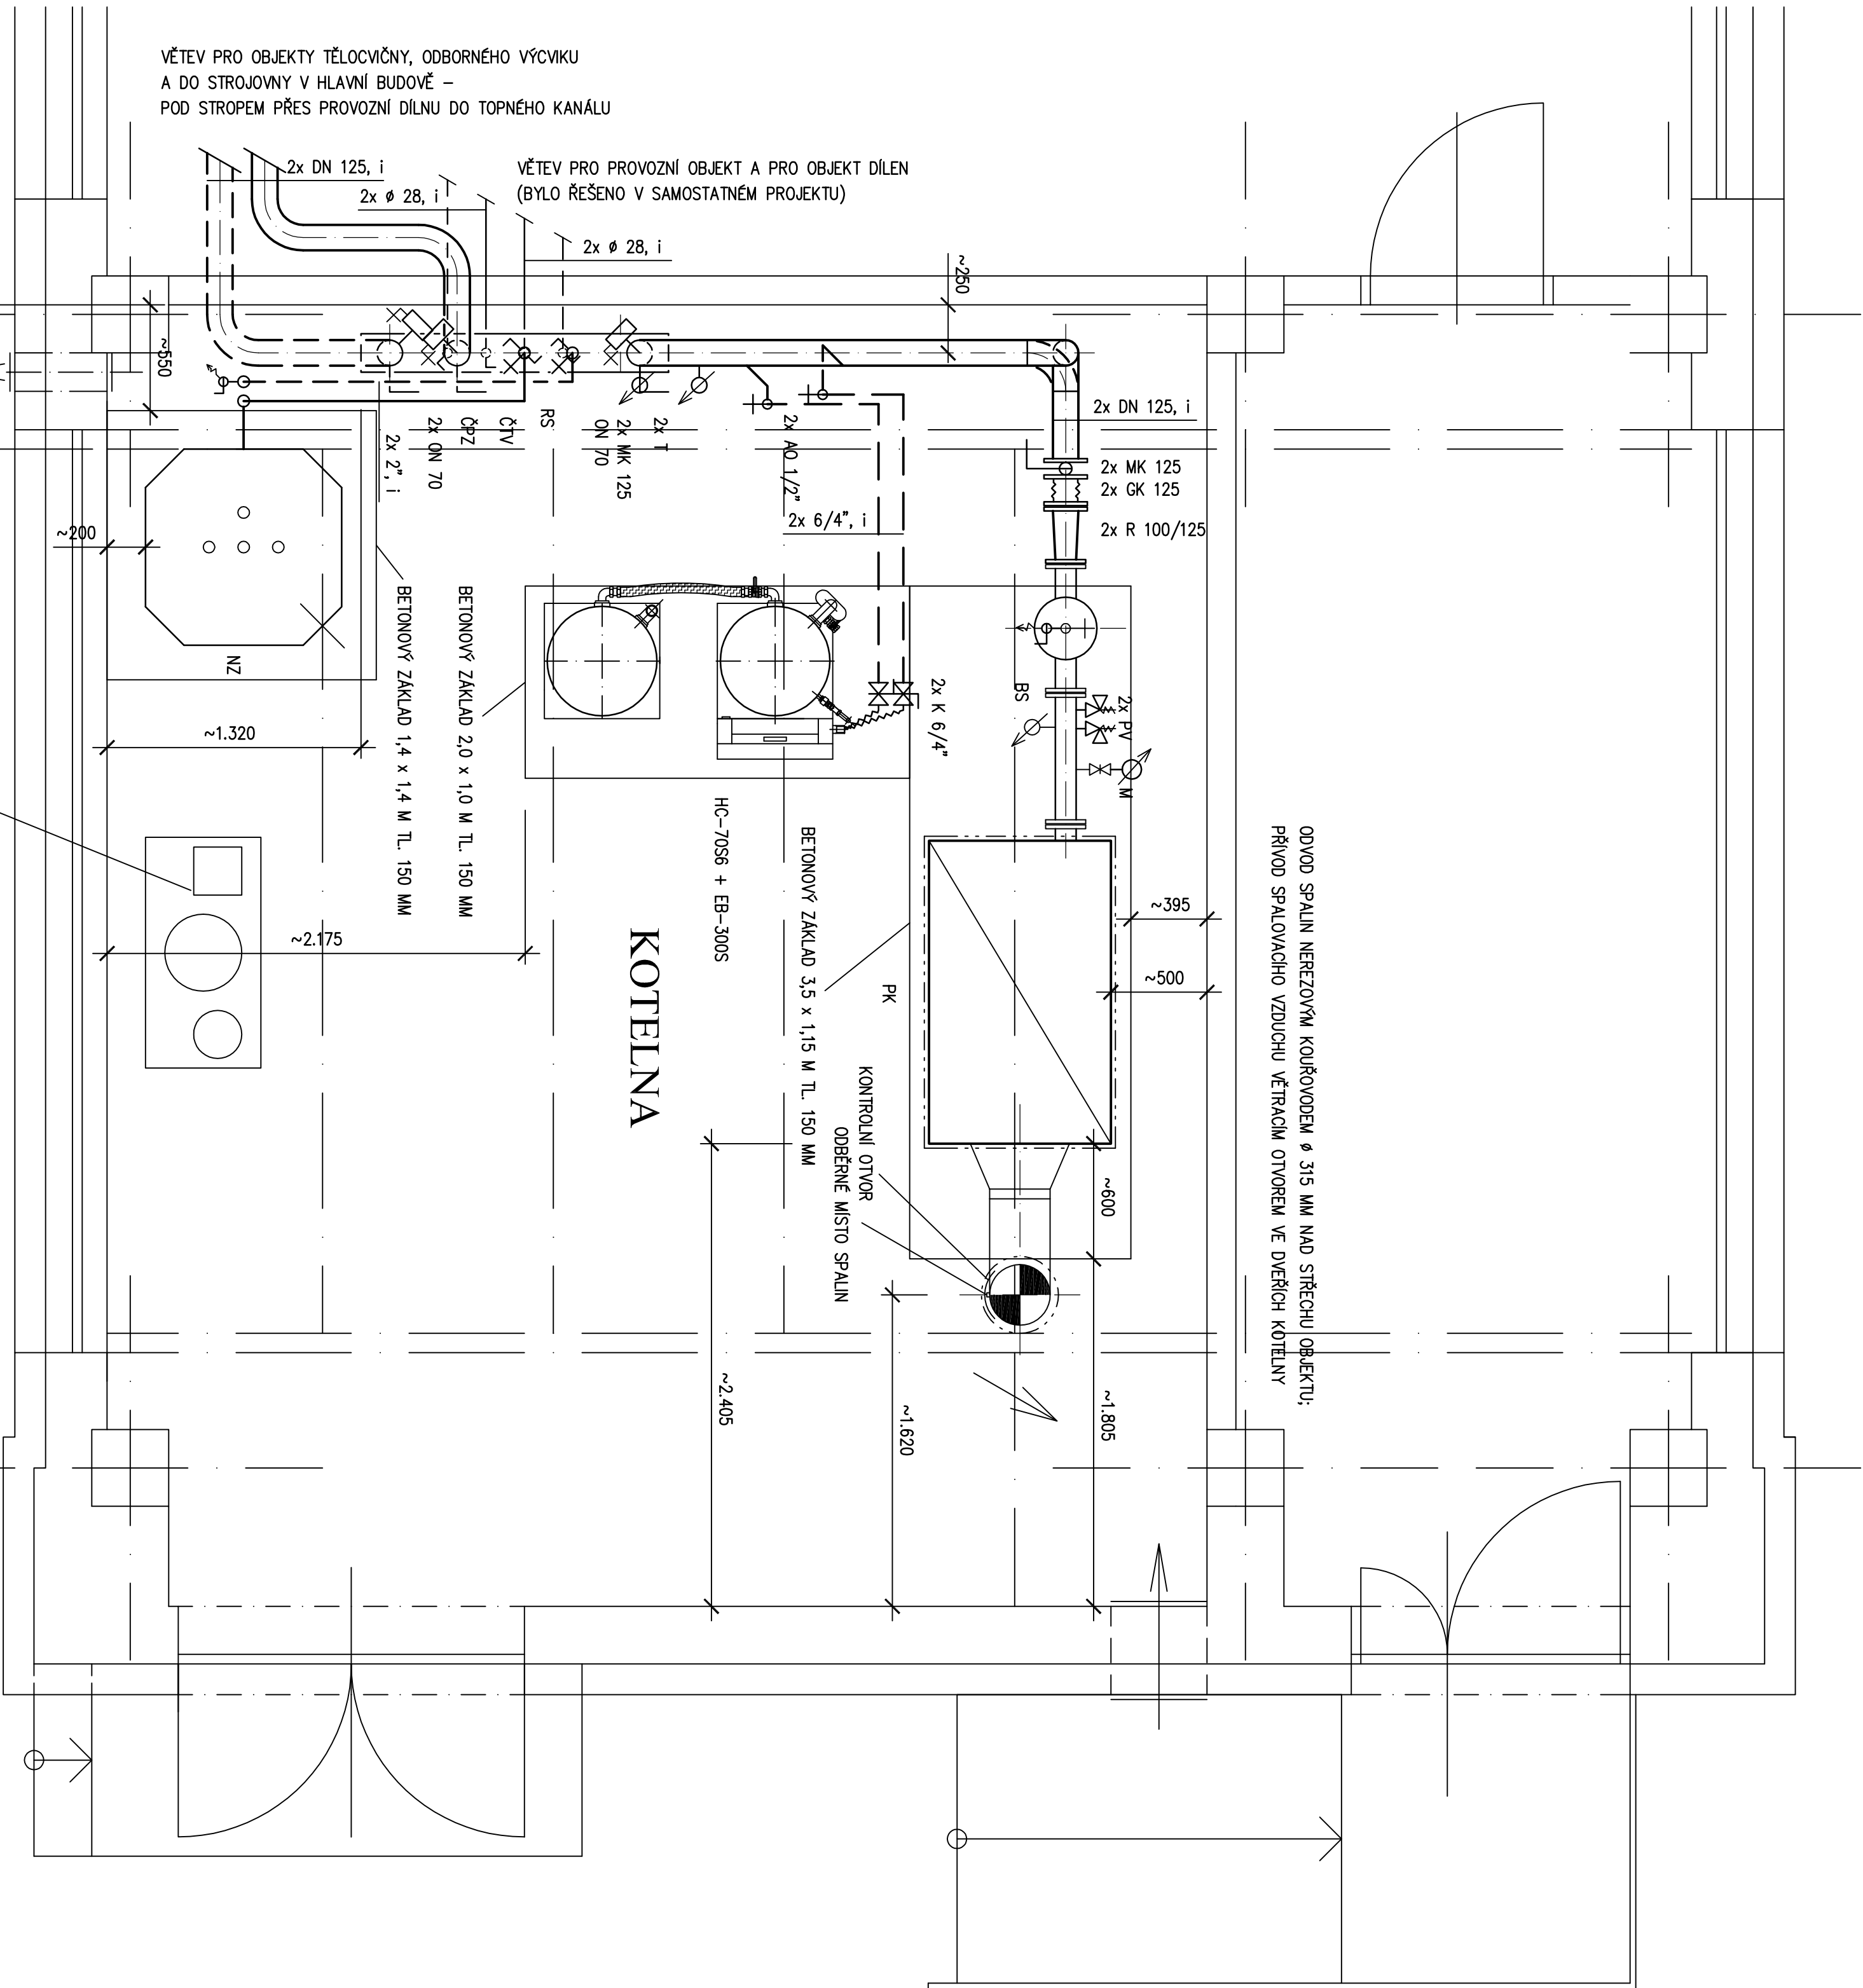 VĚTEV PRO OBJEKTY TĚLOCVIČNY, ODBORNÉHO VÝCVIKU
A DO STROJOVNY V HLAVNÍ BUDOVĚ –
POD STROPEM PŘES PROVOZNÍ DÍLNU DO TOPNÉHO KANÁLU
2x DN 125, i
2x ø 28, i
VĚTEV PRO PROVOZNÍ OBJEKT A PRO OBJEKT DÍLEN
(BYLO ŘEŠENO V SAMOSTATNÉM PROJEKTU)
2x ø 28, i
~250
~550
2x 2", i
2x ON 70
ČPZ
ČTV
RS
ON 70
2x MK 125
2x T
2x AO 1/2"
2x 6/4", i
2x DN 125, i
2x MK 125
2x GK 125
2x R 100/125
~200
NZ
~1.320
BETONOVÝ ZÁKLAD 1,4 x 1,4 M TL. 150 MM
BETONOVÝ ZÁKLAD 2,0 x 1,0 M TL. 150 MM
2x K 6/4"
BS
2x PV
M
HC-70S6 + EB-300S
BETONOVÝ ZÁKLAD 3,5 x 1,15 M TL. 150 MM
PK
~395
~500
~2.175
KOTELNA
KONTROLNÍ OTVOR
ODBĚRNÉ MÍSTO SPALIN
~600
~1.805
~1.620
~2.405
ODVOD SPALIN NEREZOVÝM KOUŘOVODEM ø 315 MM NAD STŘECHU OBJEKTU;
PŘÍVOD SPALOVACÍHO VZDUCHU VĚTRACÍM OTVOREM VE DVEŘÍCH KOTELNY